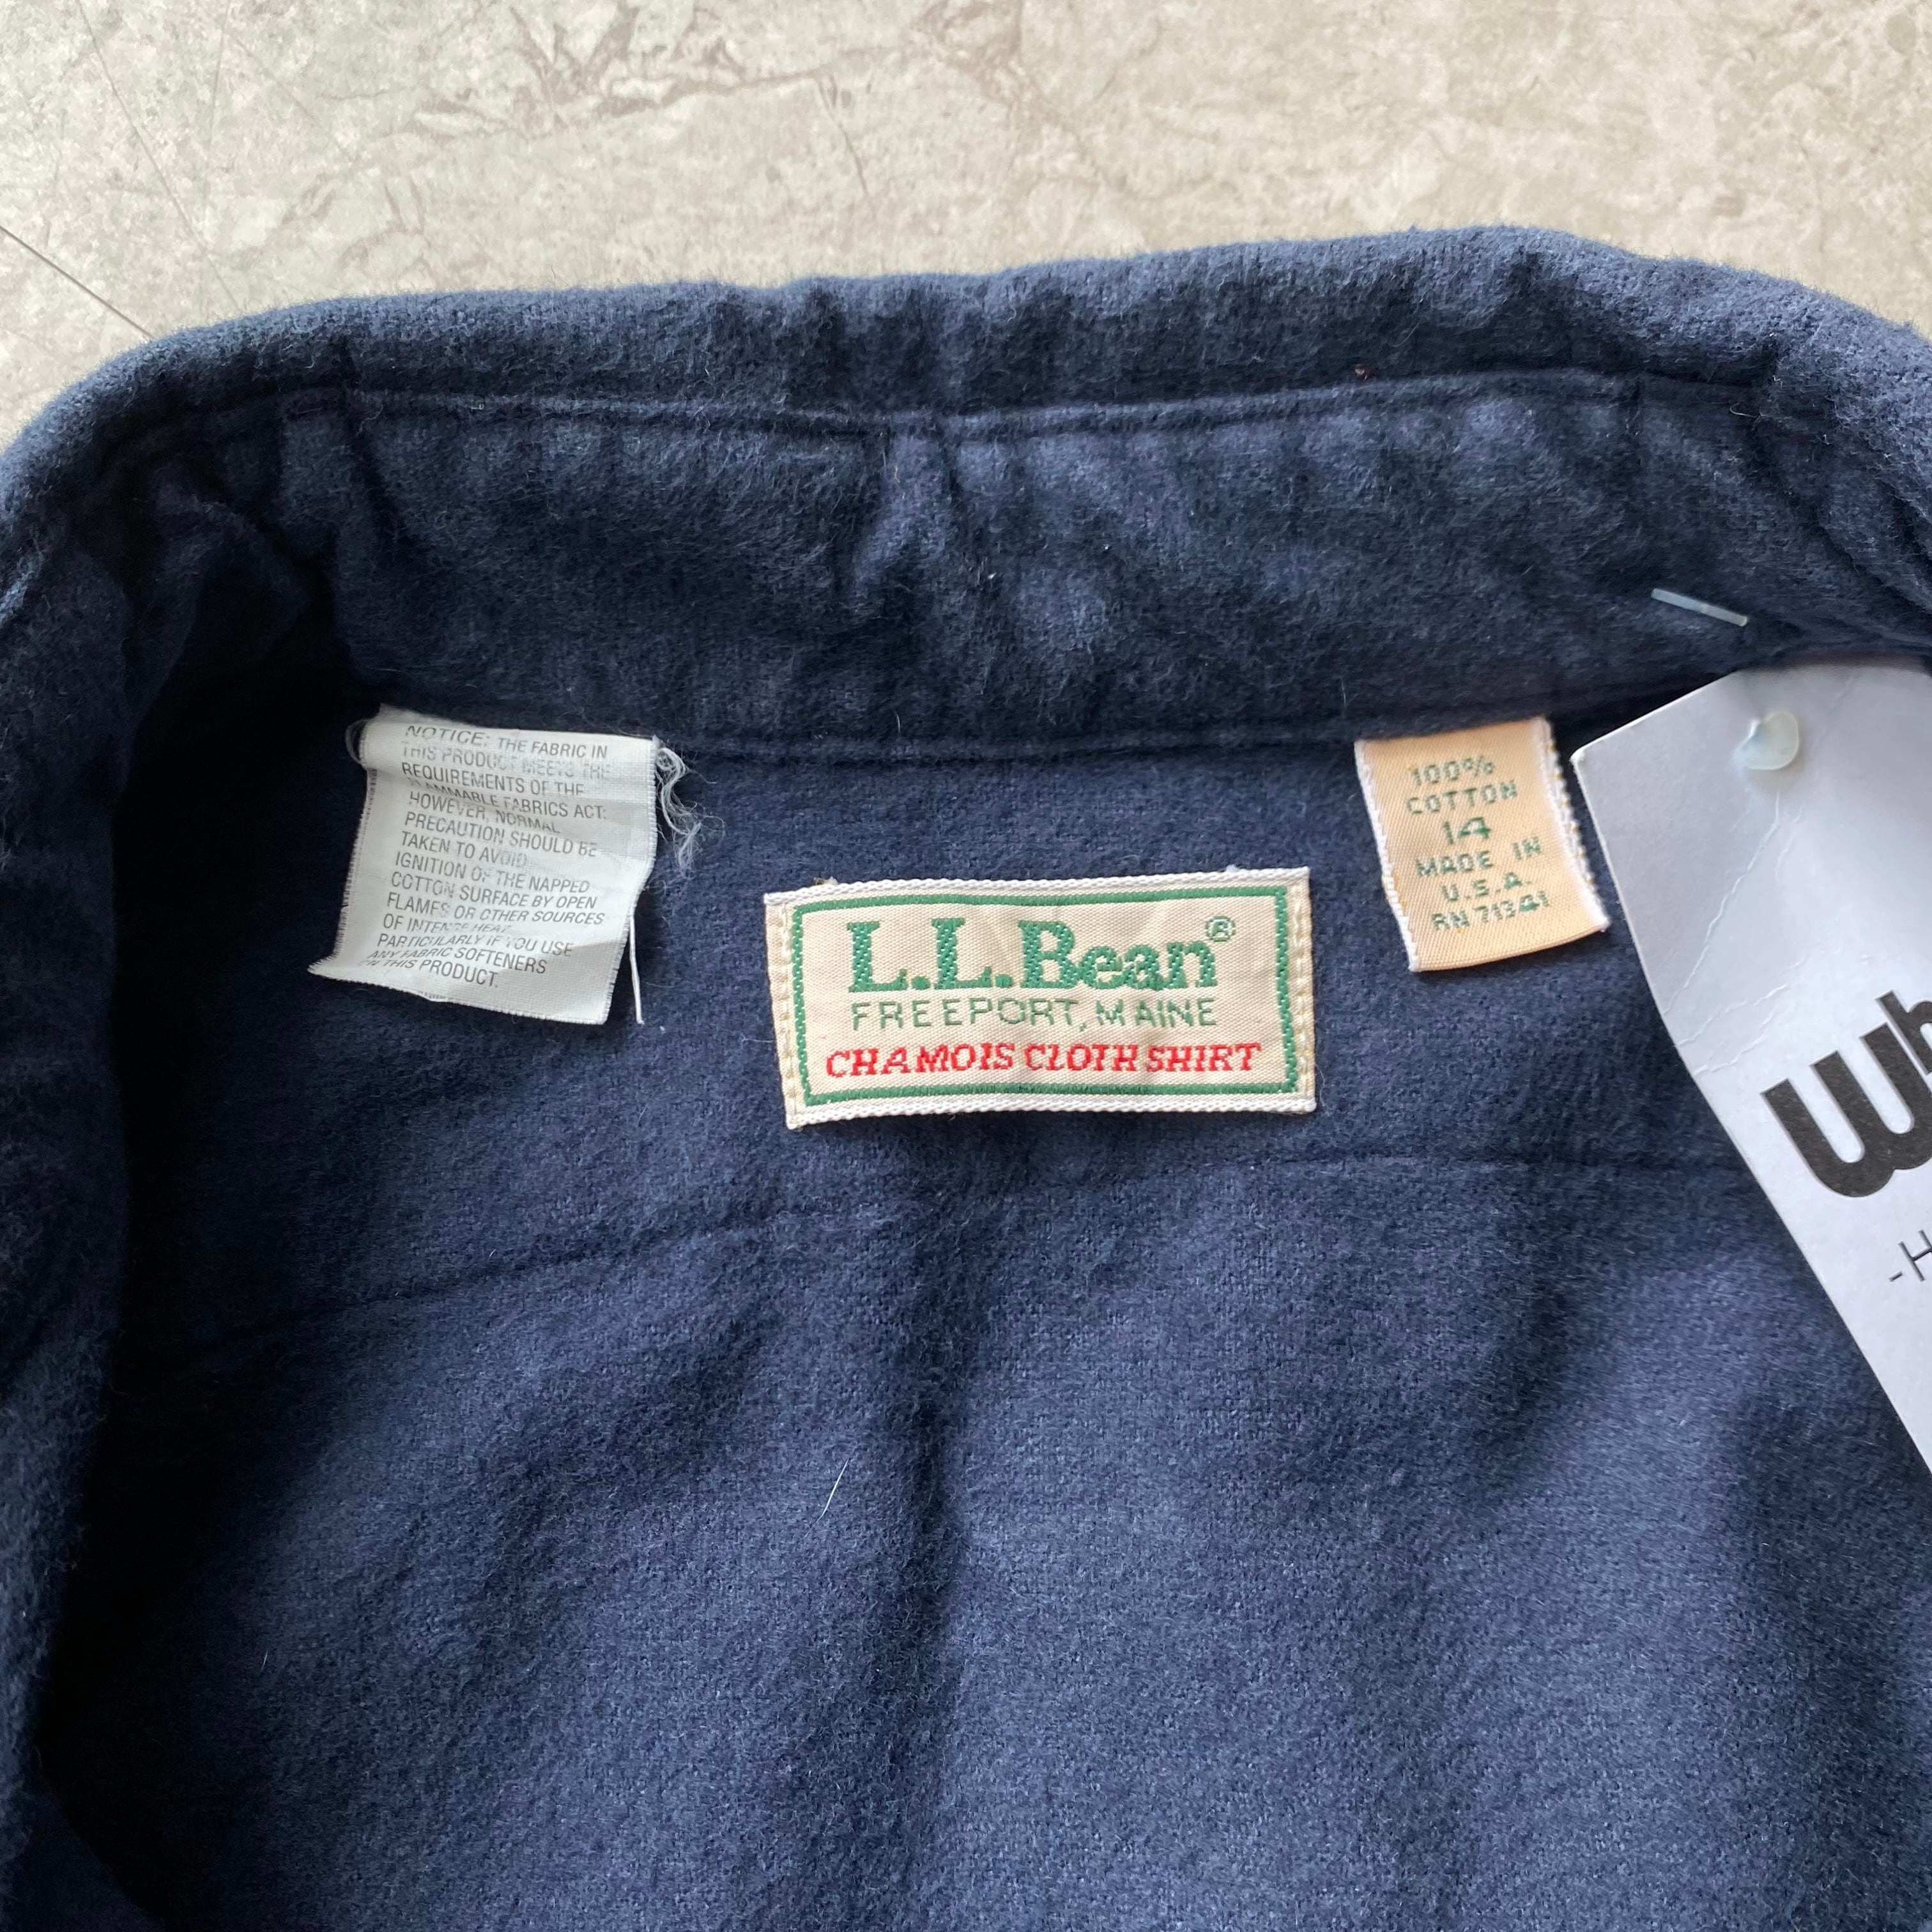 NOTICE: THE FABRIC IN
THIS PRODUCT MEETS THE
REQUIREMENTS OF THE
FLAMMABLE FABRICS ACT;
HOWEVER, NORMAL
PRECAUTION SHOULD BE
TAKEN TO AVOID
IGNITION OF THE NAPPED
COTTON SURFACE BY OPEN
FLAMES OR OTHER SOURCES
OF INTENSE HEAT
PARTICULARLY IF YOU USE
ANY FABRIC SOFTENERS
IN THIS PRODUCT.
L.L.Bean®
FREEPORT, MAINE
CHAMOIS CLOTH SHIRT
100%
COTTON
14
MADE IN
U.S.A.
RN 71341